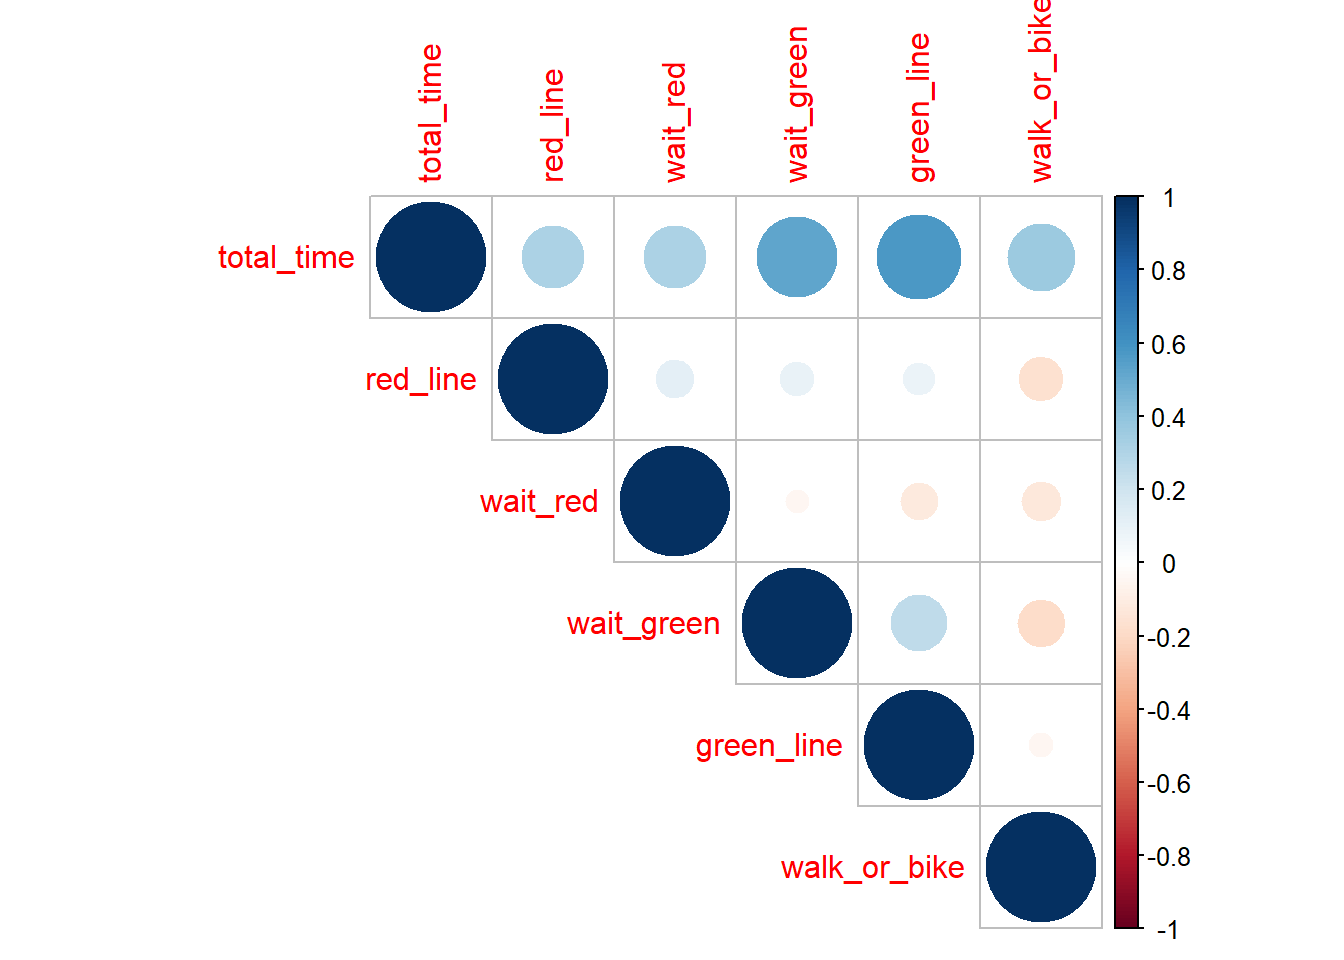 total_time
red_line
wait_red
wait_green
green_line
walk_or_bike
total_time
red_line
wait_red
wait_green
green_line
walk_or_bike
1
0.8
0.6
0.4
0.2
0
-0.2
-0.4
-0.6
-0.8
-1